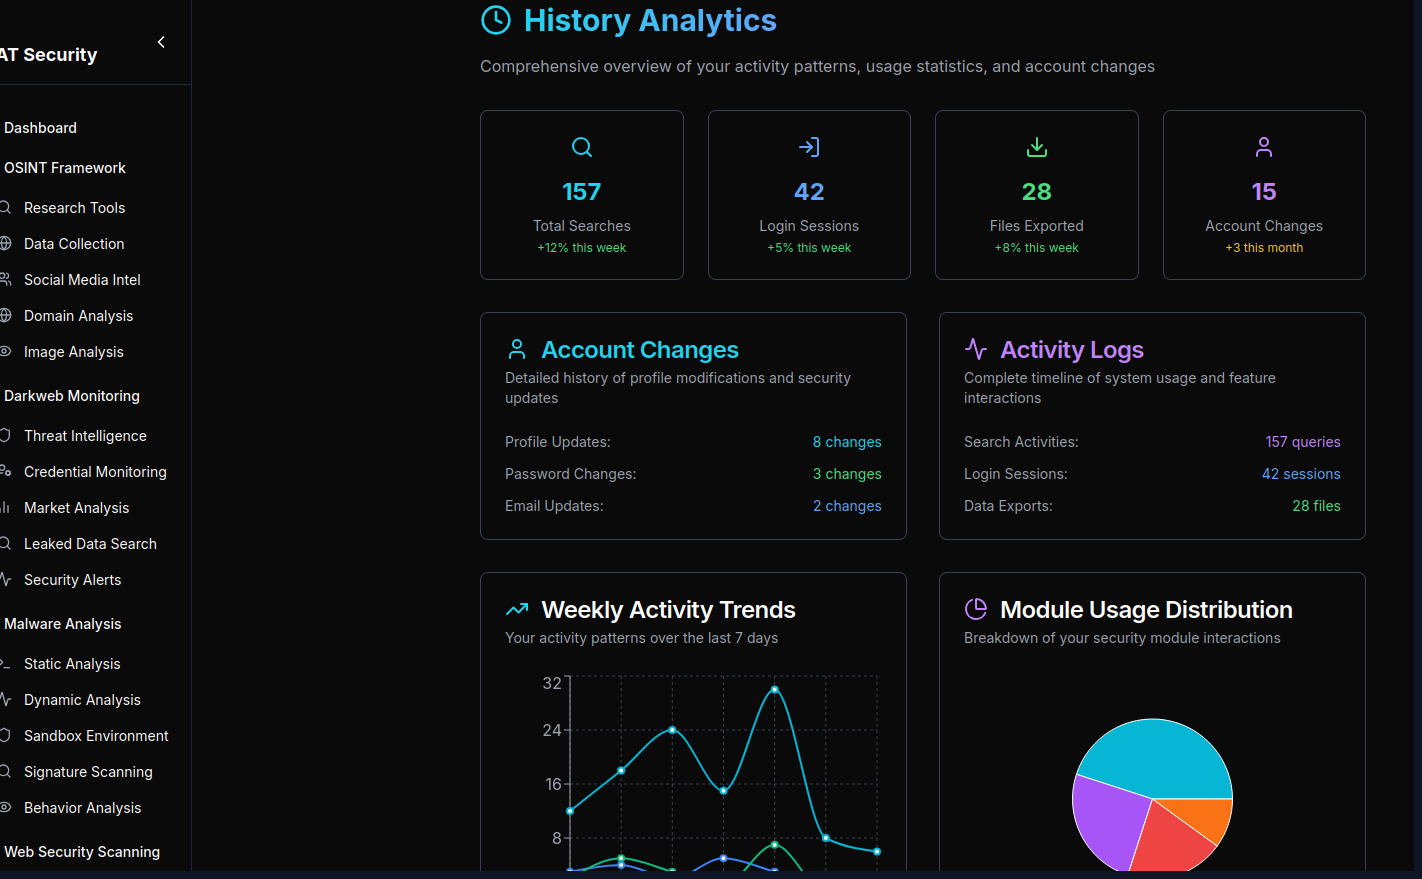 AT Security
Dashboard
OSINT Framework
Research Tools
Data Collection
Social Media Intel
Domain Analysis
Image Analysis
Darkweb Monitoring
Threat Intelligence
Credential Monitoring
Market Analysis
Leaked Data Search
Security Alerts
Malware Analysis
Static Analysis
Dynamic Analysis
Sandbox Environment
Signature Scanning
Behavior Analysis
Web Security Scanning
History Analytics
Comprehensive overview of your activity patterns, usage statistics, and account changes
157
Total Searches
+12% this week
42
Login Sessions
+5% this week
28
Files Exported
+8% this week
15
Account Changes
+3 this month
Account Changes
Detailed history of profile modifications and security
updates
Profile Updates: 8 changes
Password Changes: 3 changes
Email Updates: 2 changes
Activity Logs
Complete timeline of system usage and feature
interactions
Search Activities: 157 queries
Login Sessions: 42 sessions
Data Exports: 28 files
Weekly Activity Trends
Your activity patterns over the last 7 days
32
24
16
8
Module Usage Distribution
Breakdown of your security module interactions